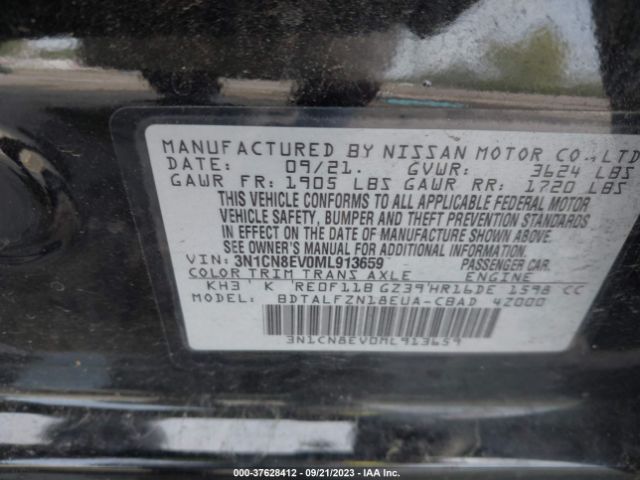 MANUFACTURED BY NISSAN MOTOR CO.,LTD
DATE: 09/21. GVWR: 3624 LBS
GAWR FR: 1905 LBS GAWR RR: 1720 LBS
THIS VEHICLE CONFORMS TO ALL APPLICABLE FEDERAL MOTOR
VEHICLE SAFETY, BUMPER AND THEFT PREVENTION STANDARDS
IN EFFECT ON THE DATE OF MANUFACTURE SHOWN ABOVE.
SEE OWNER'S MANUAL FOR ADDITIONAL INFORMATION.
VIN: 3N1CN8EV0ML913659 PASSENGER CAR.
COLOR TRIM TRANS AXLE ENGINE
KH3 K RE0F11B GZ39 HR16DE 1598 CC
MODEL: BDTALFZN18EUA-CBAD 4Z000
3N1CN8EV0ML913659
000-37628412 - 09/21/2023 - IAA Inc.